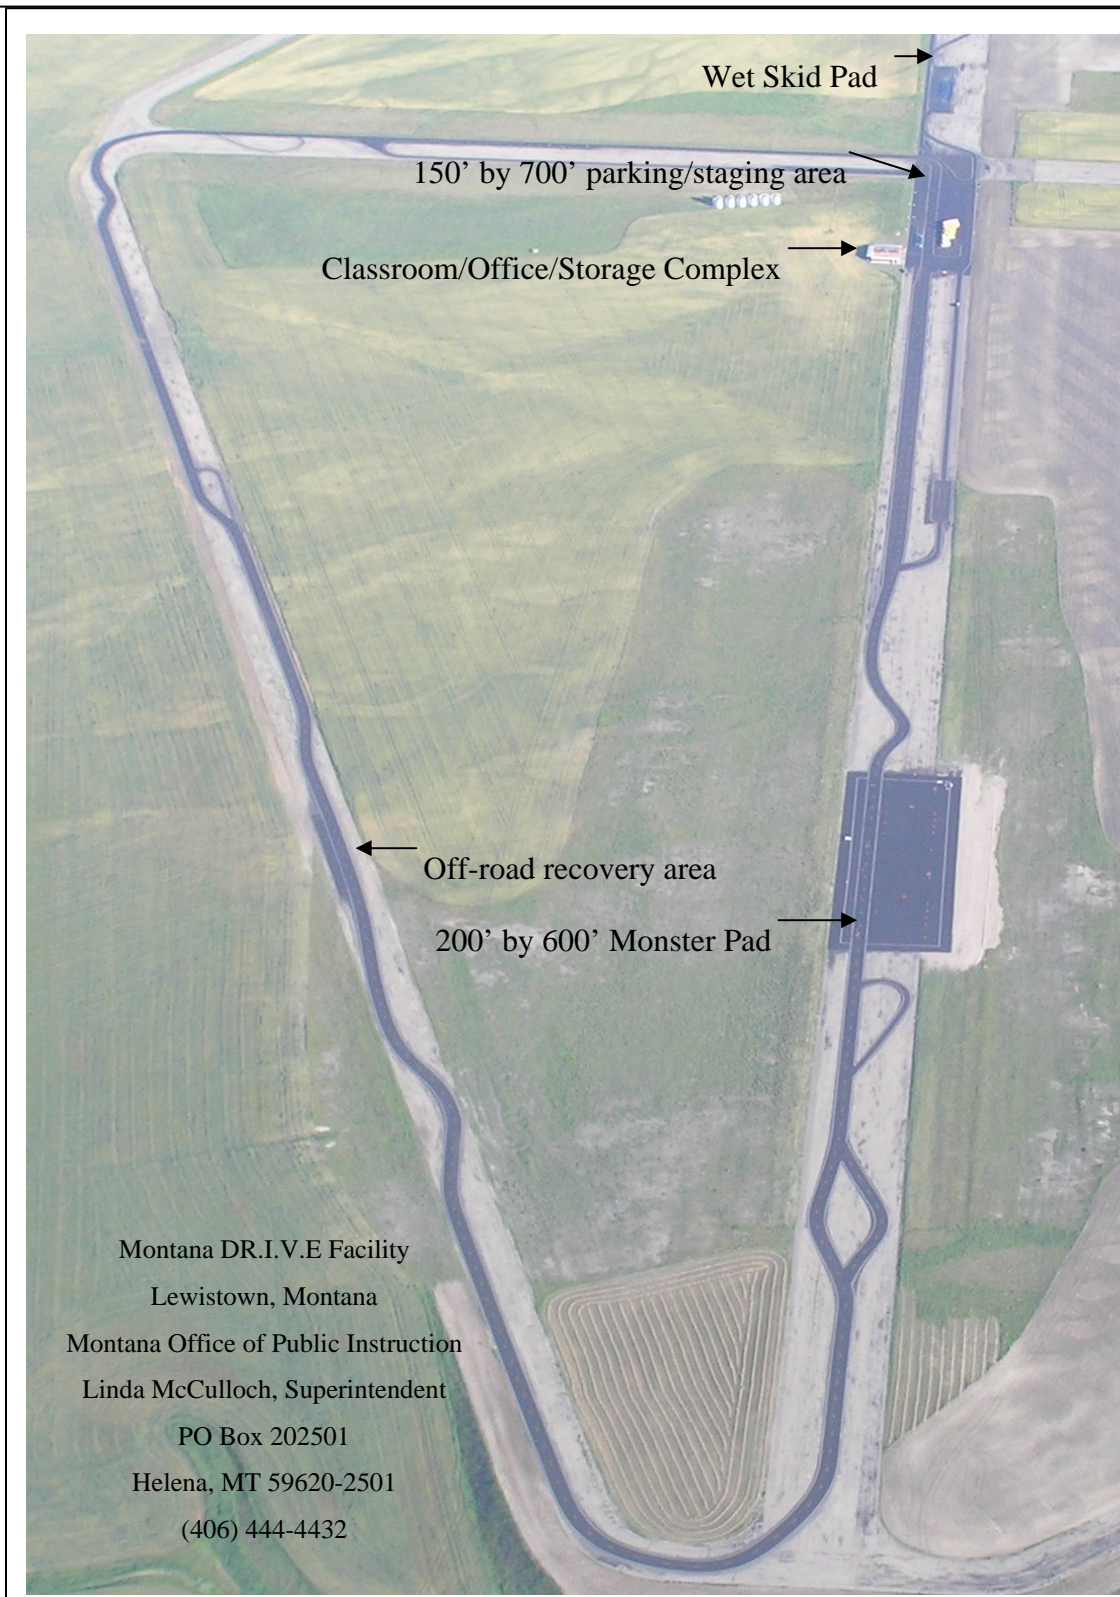 Wet Skid Pad
150’ by 700’ parking/staging area
Classroom/Office/Storage Complex
Off-road recovery area
200’ by 600’ Monster Pad
Montana DR.I.V.E Facility
Lewistown, Montana
Montana Office of Public Instruction
Linda McCulloch, Superintendent
PO Box 202501
Helena, MT 59620-2501
(406) 444-4432